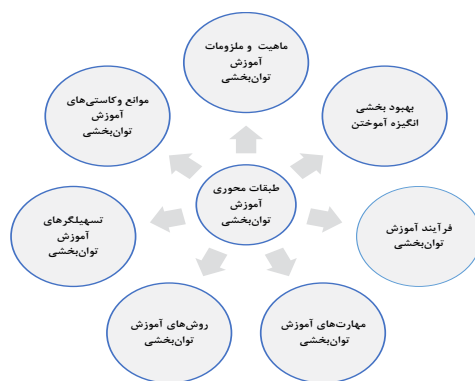 ماهیت و ملزومات
آموزش
توان‌بخشی
بهبود بخشی
انگیزه آموختن
فرآیند آموزش
توان‌بخشی
مهارت‌های آموزش
توان‌بخشی
روش‌های آموزش
توان‌بخشی
تسهیلگرهای
آموزش
توان‌بخشی
موانع وکاستی‌های
آموزش
توان‌بخشی
طبقات محوری
آموزش
توان‌بخشی